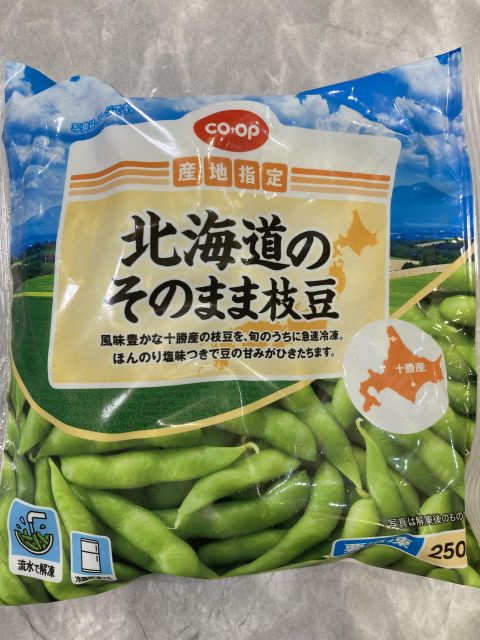 co·op
産地指定
北海道の
そのまま枝豆
風味豊かな十勝産の枝豆を、旬のうちに急速冷凍。
ほんのり塩味つきで豆の甘みがひきたちます。
十勝産
写真は解凍後のもの
流水で解凍
250